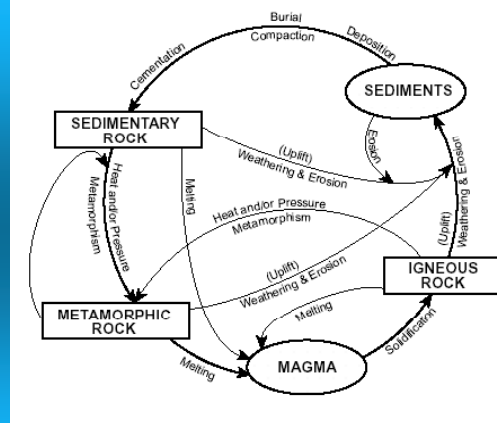 Burial
Compaction
Deposition
Cementation
SEDIMENTS
SEDIMENTARY
ROCK
Erosion
(Uplift)
Weathering & Erosion
Melting
Heat and/or Pressure
Metamorphism
Heat and/or Pressure
Metamorphism
(Uplift)
Weathering & Erosion
(Uplift)
Weathering & Erosion
IGNEOUS
ROCK
METAMORPHIC
ROCK
Melting
Melting
MAGMA
Solidification